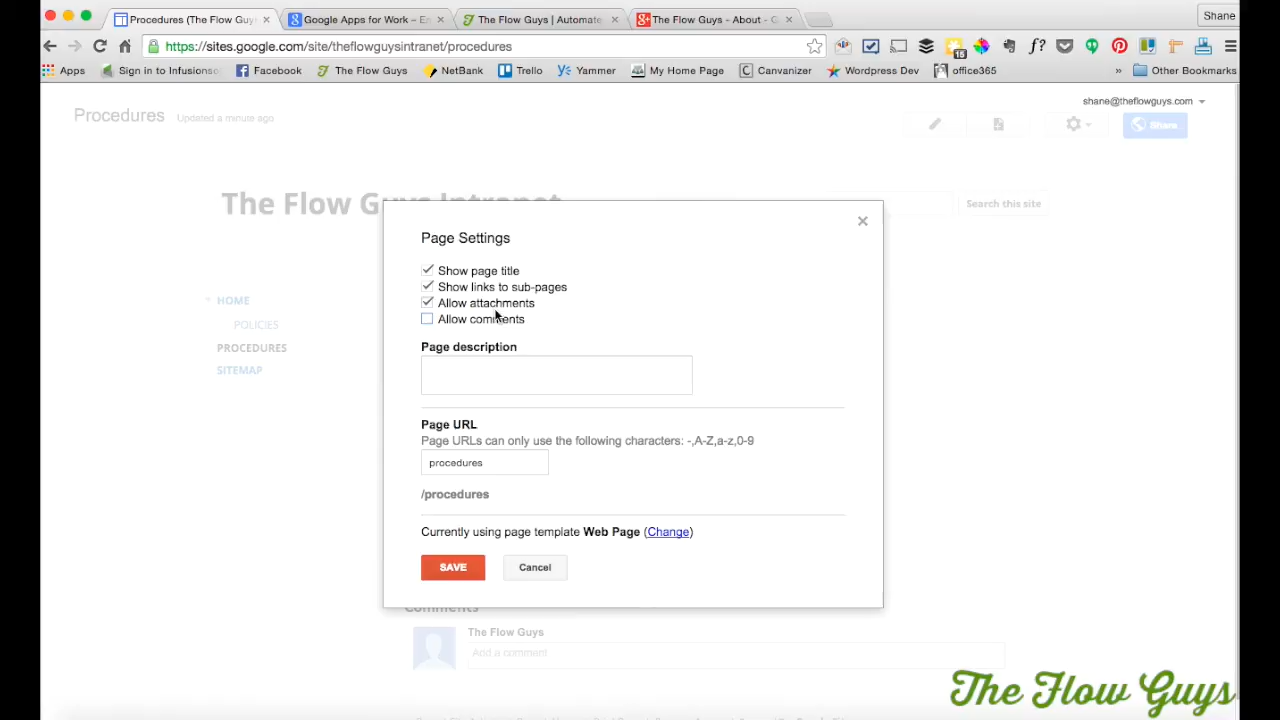 Procedures (The Flow Guy
Google Apps for Work – En
The Flow Guys | Automate
The Flow Guys - About - G
Shane
https://sites.google.com/site/theflowguysintranet/procedures
15
f?
Apps
Sign in to Infusionso
Facebook
The Flow Guys
NetBank
Trello
Yammer
My Home Page
Canvanizer
Wordpress Dev
office365
»
Other Bookmarks
shane@theflowguys.com
Procedures
Updated a minute ago
Share
The Flow Guys Intranet
Search this site
Page Settings
Show page title
Show links to sub-pages
Allow attachments
Allow comments
HOME
POLICIES
PROCEDURES
SITEMAP
Page description
Page URL
Page URLs can only use the following characters: -,A-Z,a-z,0-9
procedures
/procedures
Currently using page template Web Page (Change)
SAVE
Cancel
Comments
The Flow Guys
Add a comment
The Flow Guys